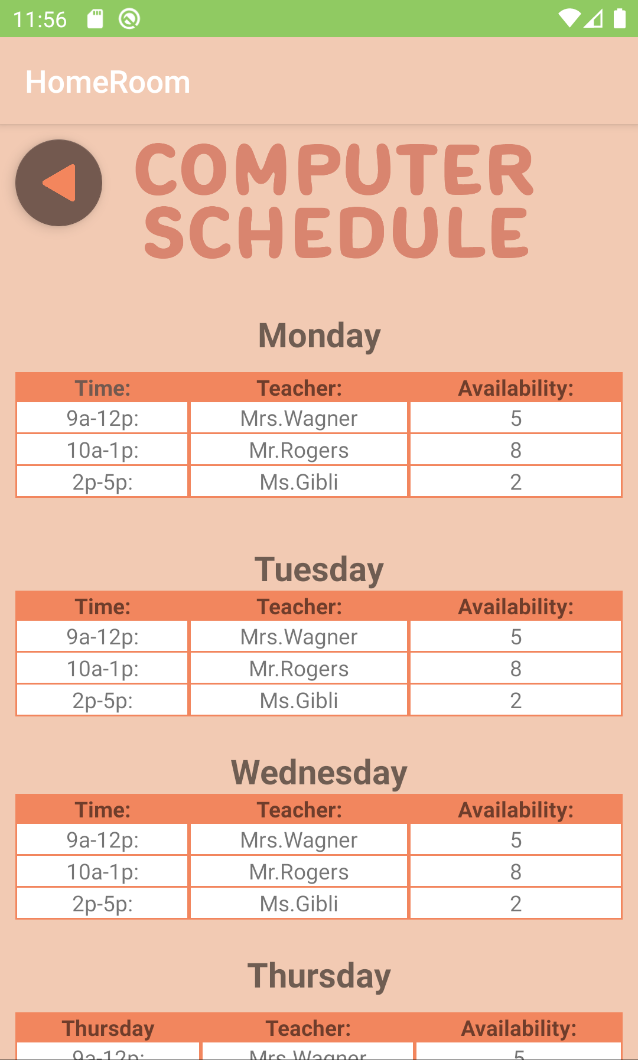 11:56
HomeRoom
COMPUTER
SCHEDULE
Monday
Time: Teacher: Availability:
9a-12p: Mrs.Wagner 5
10a-1p: Mr.Rogers 8
2p-5p: Ms.Gibli 2
Tuesday
Time: Teacher: Availability:
9a-12p: Mrs.Wagner 5
10a-1p: Mr.Rogers 8
2p-5p: Ms.Gibli 2
Wednesday
Time: Teacher: Availability:
9a-12p: Mrs.Wagner 5
10a-1p: Mr.Rogers 8
2p-5p: Ms.Gibli 2
Thursday
Thursday Teacher: Availability:
9a-12p: Mrs.Wagner 5